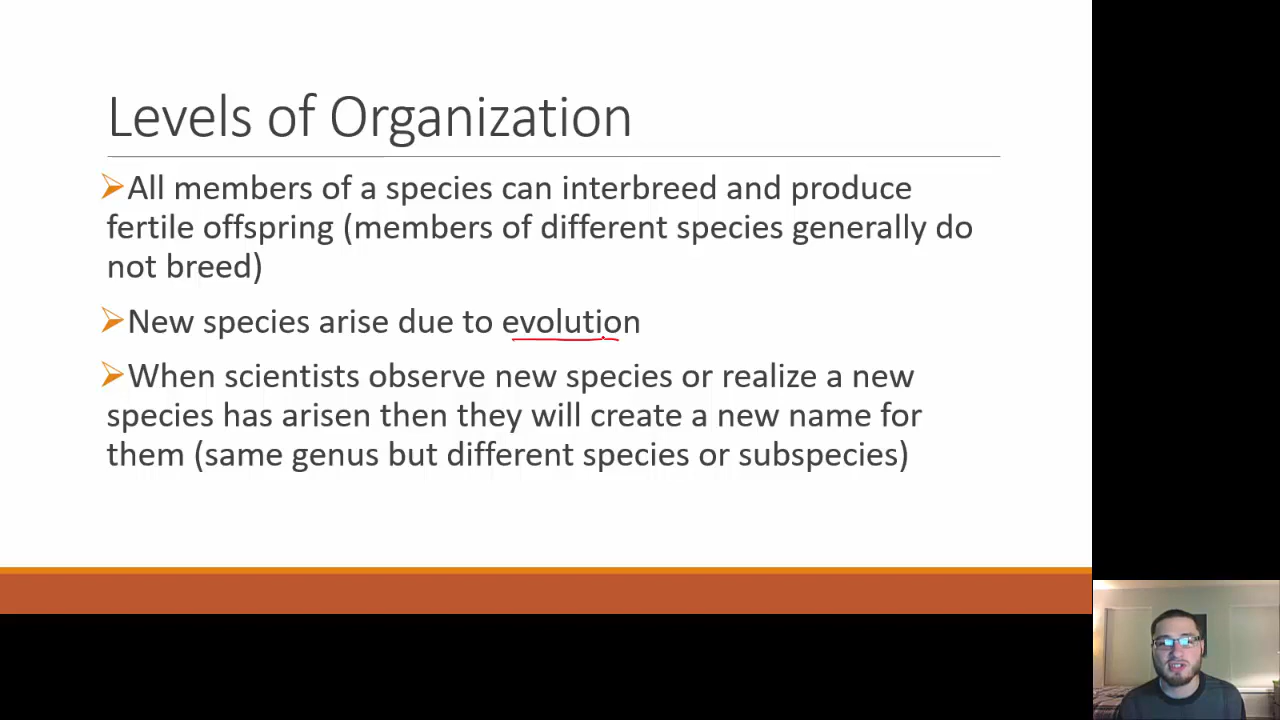 Levels of Organization
➢All members of a species can interbreed and produce
fertile offspring (members of different species generally do
not breed)
➢New species arise due to evolution
➢When scientists observe new species or realize a new
species has arisen then they will create a new name for
them (same genus but different species or subspecies)